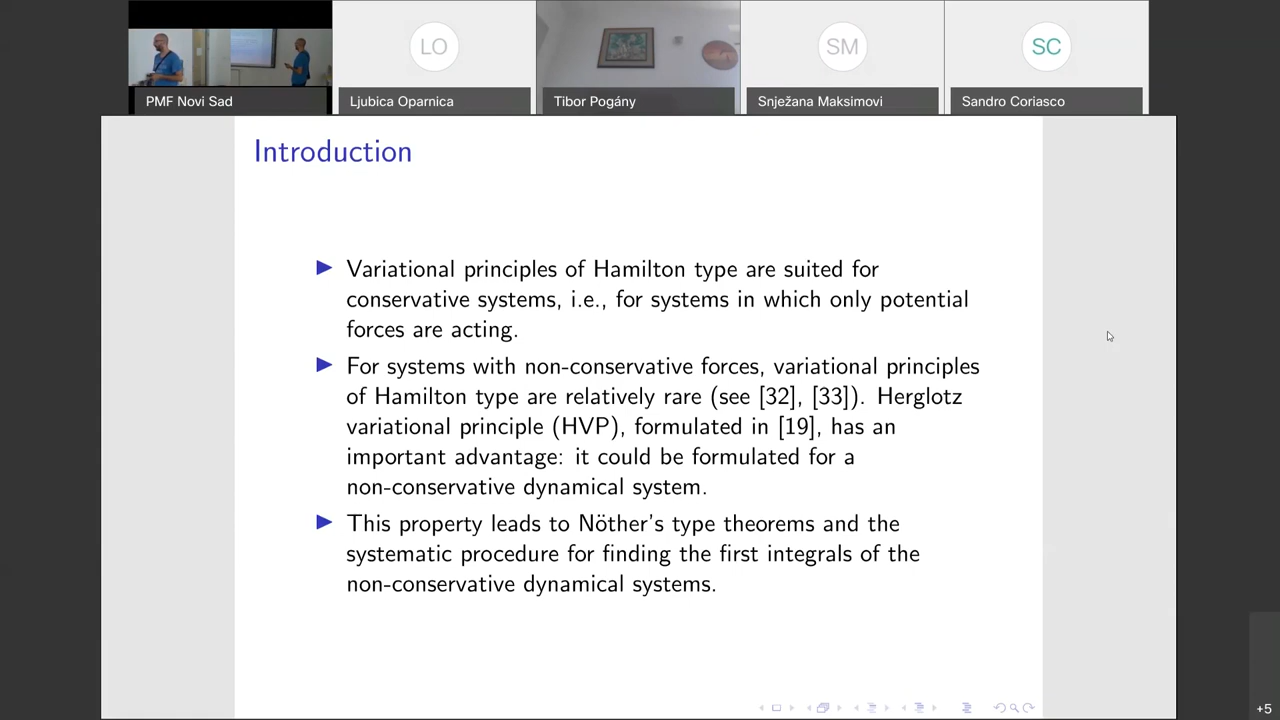 LO
SM
SC
PMF Novi Sad
Ljubica Oparnica
Tibor Pogány
Snježana Maksimovi
Sandro Coriasco
Introduction
Variational principles of Hamilton type are suited for
conservative systems, i.e., for systems in which only potential
forces are acting.
For systems with non-conservative forces, variational principles
of Hamilton type are relatively rare (see [32], [33]). Herglotz
variational principle (HVP), formulated in [19], has an
important advantage: it could be formulated for a
non-conservative dynamical system.
This property leads to Nöther's type theorems and the
systematic procedure for finding the first integrals of the
non-conservative dynamical systems.
+5